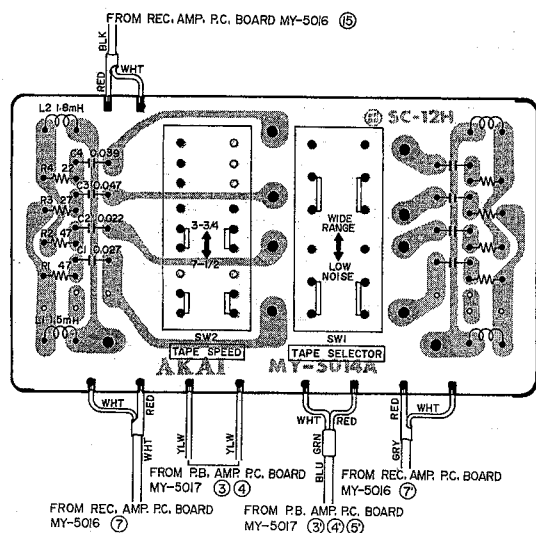 FROM REC. AMP. P.C. BOARD MY-5016 ⑮
BLK
RED
WHT
L2 1.8mH
SC-12H
C4 0.039
R4 22
C3 0.047
R3 27
C2 0.022
R2 47
C1 0.027
R1 47
L1 1.5mH
3-3/4
7-1/2
WIDE
RANGE
LOW
NOISE
SW2
SW1
TAPE SPEED
TAPE SELECTOR
AKAI
MY-5014A
WHT
RED
WHT
YLW
YLW
WHT
RED
BLU
GRN
RED
WHT
GRY
FROM P.B. AMP. P.C. BOARD
MY-5017 ③ ④
FROM REC. AMP. P.C. BOARD
MY-5016 ⑦'
FROM REC. AMP. P.C. BOARD
MY-5016 ⑦
FROM P.B. AMP. P.C. BOARD
MY-5017 ③' ④' ⑤'